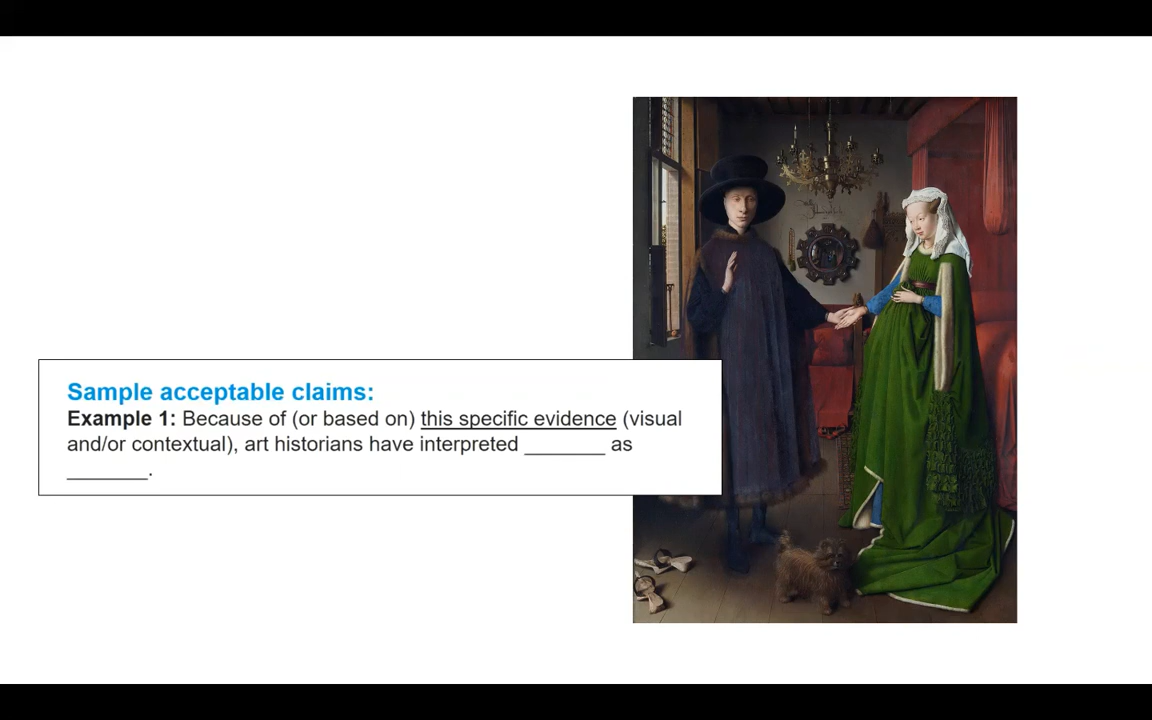 Sample acceptable claims:
Example 1: Because of (or based on) this specific evidence (visual
and/or contextual), art historians have interpreted ________ as
________.